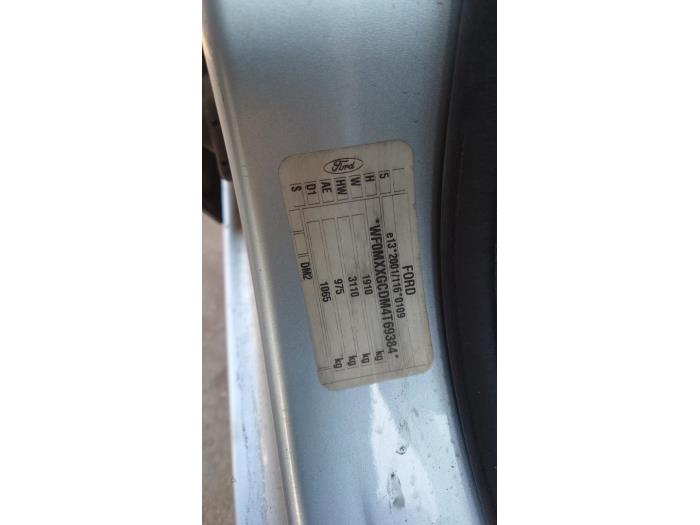 Ford
FORD
e13*2001/116*0109
*WF0MXXGCDM4T69384*
1910 kg
3110 kg
975 kg
1065 kg
5 H W HW AE D1 S
DM2